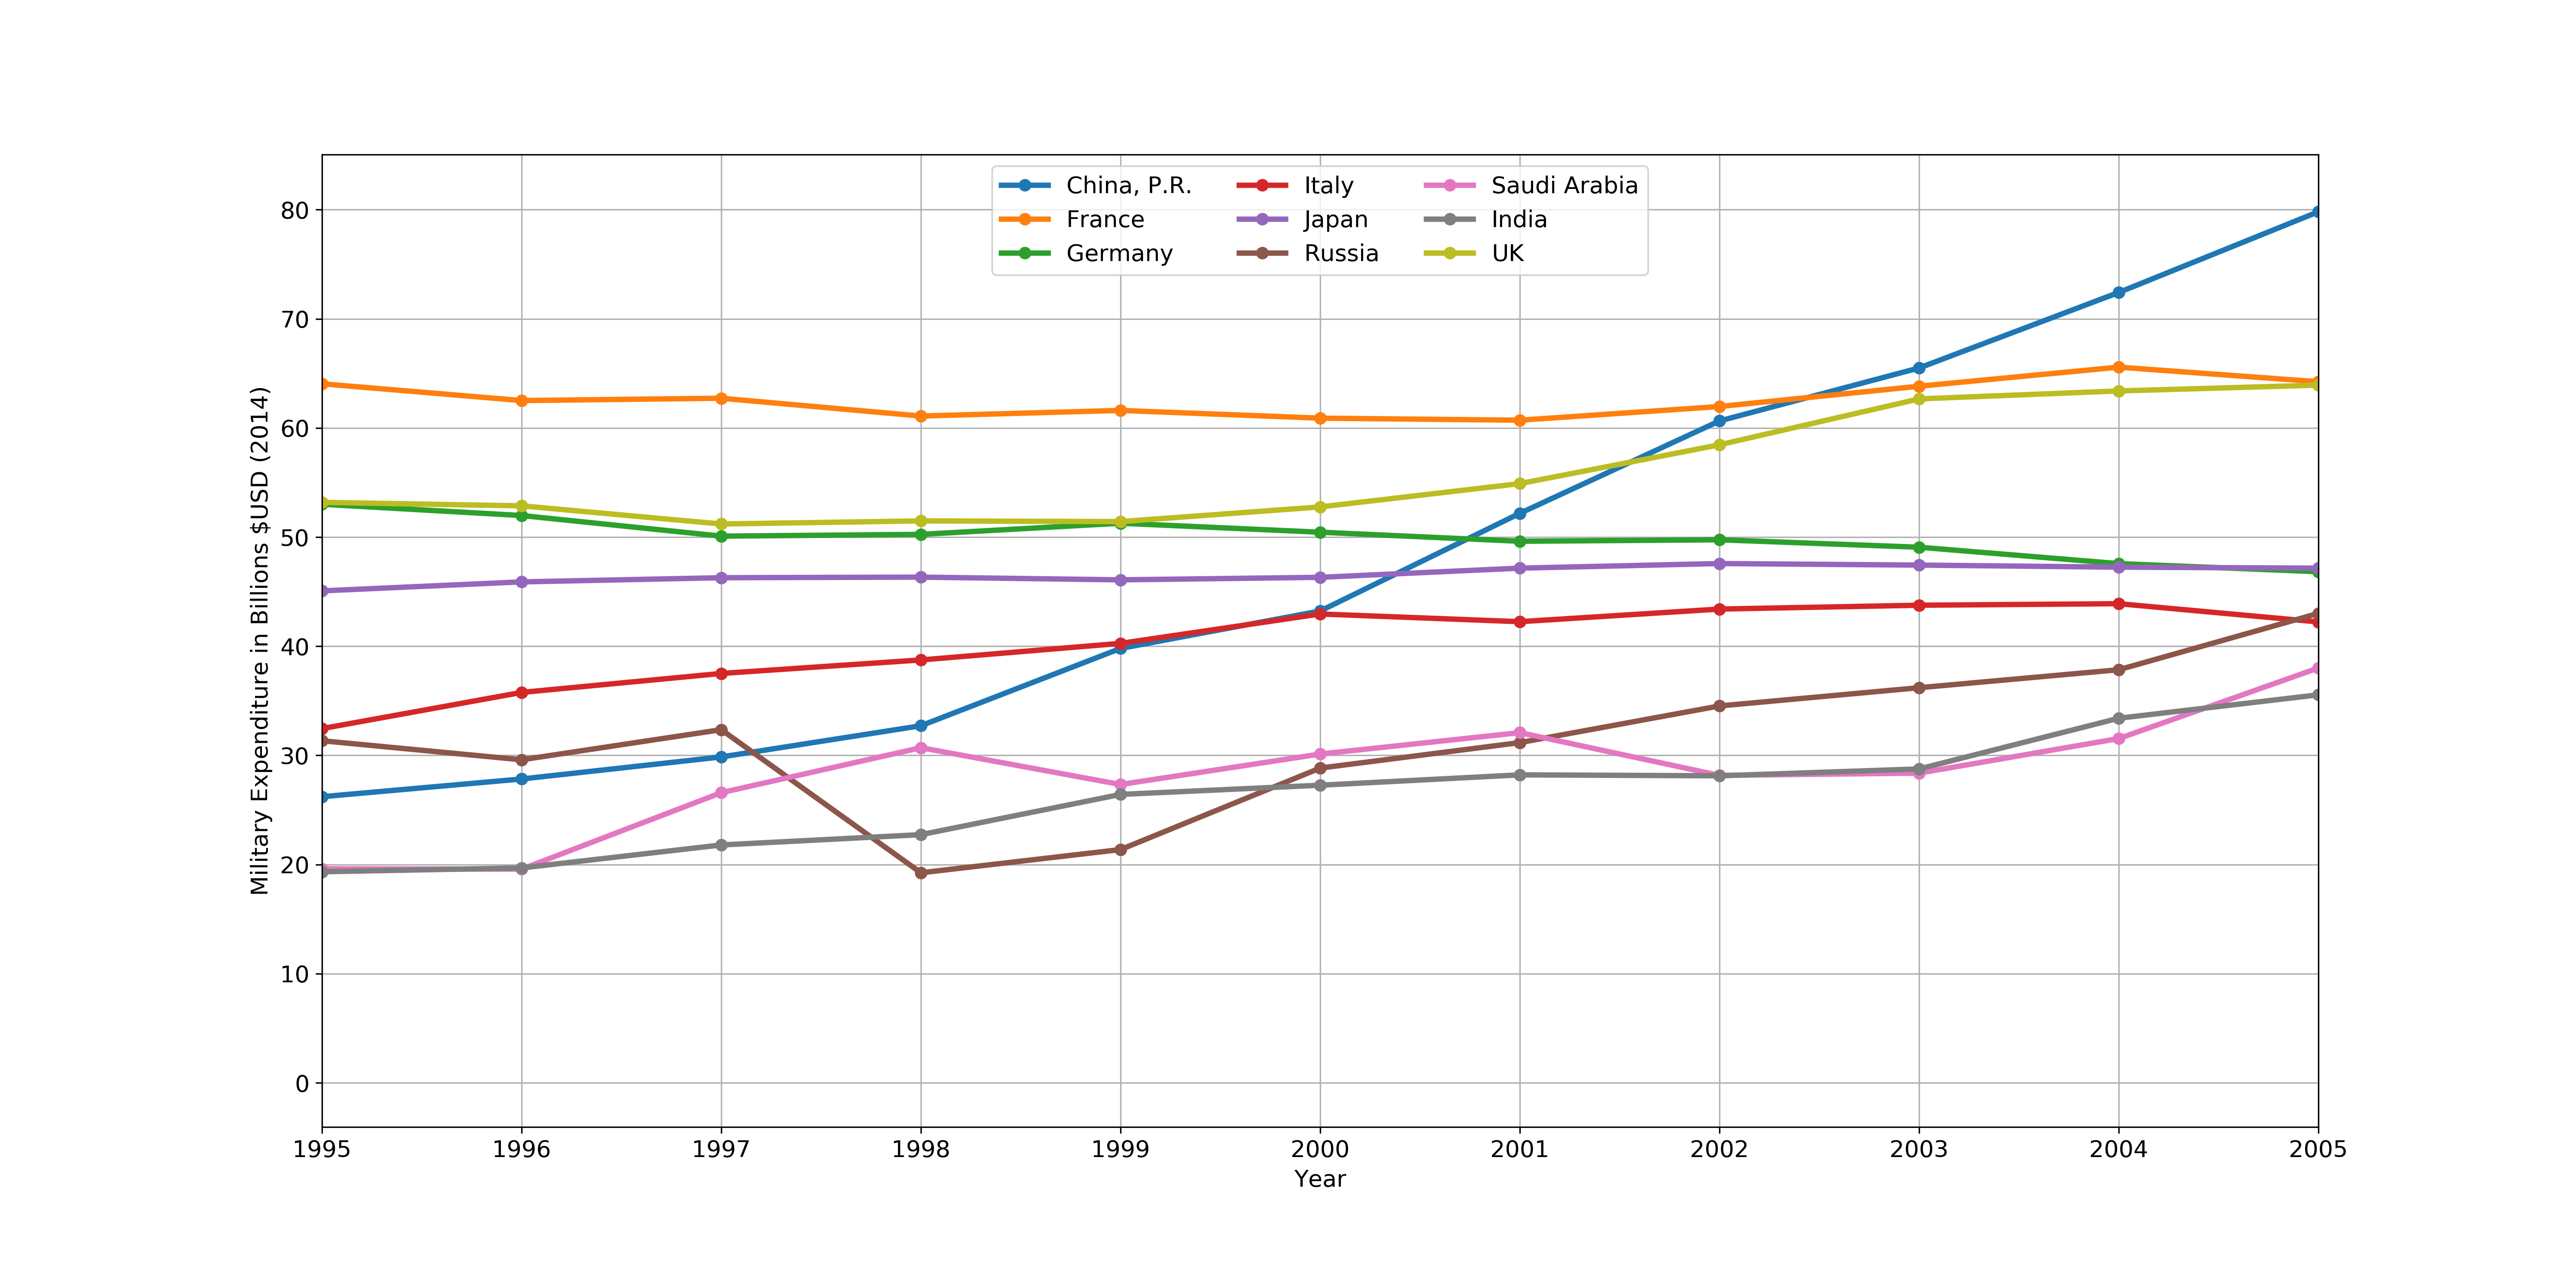 China, P.R.
France
Germany
Italy
Japan
Russia
Saudi Arabia
India
UK
Military Expenditure in Billions $USD (2014)
80
70
60
50
40
30
20
10
0
1995 1996 1997 1998 1999 2000 2001 2002 2003 2004 2005
Year